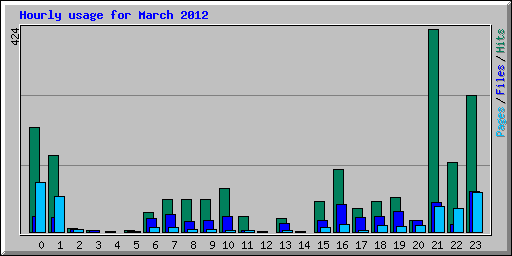 Hourly usage for March 2012
424
Pages/Files/Hits
0 1 2 3 4 5 6 7 8 9 10 11 12 13 14 15 16 17 18 19 20 21 22 23